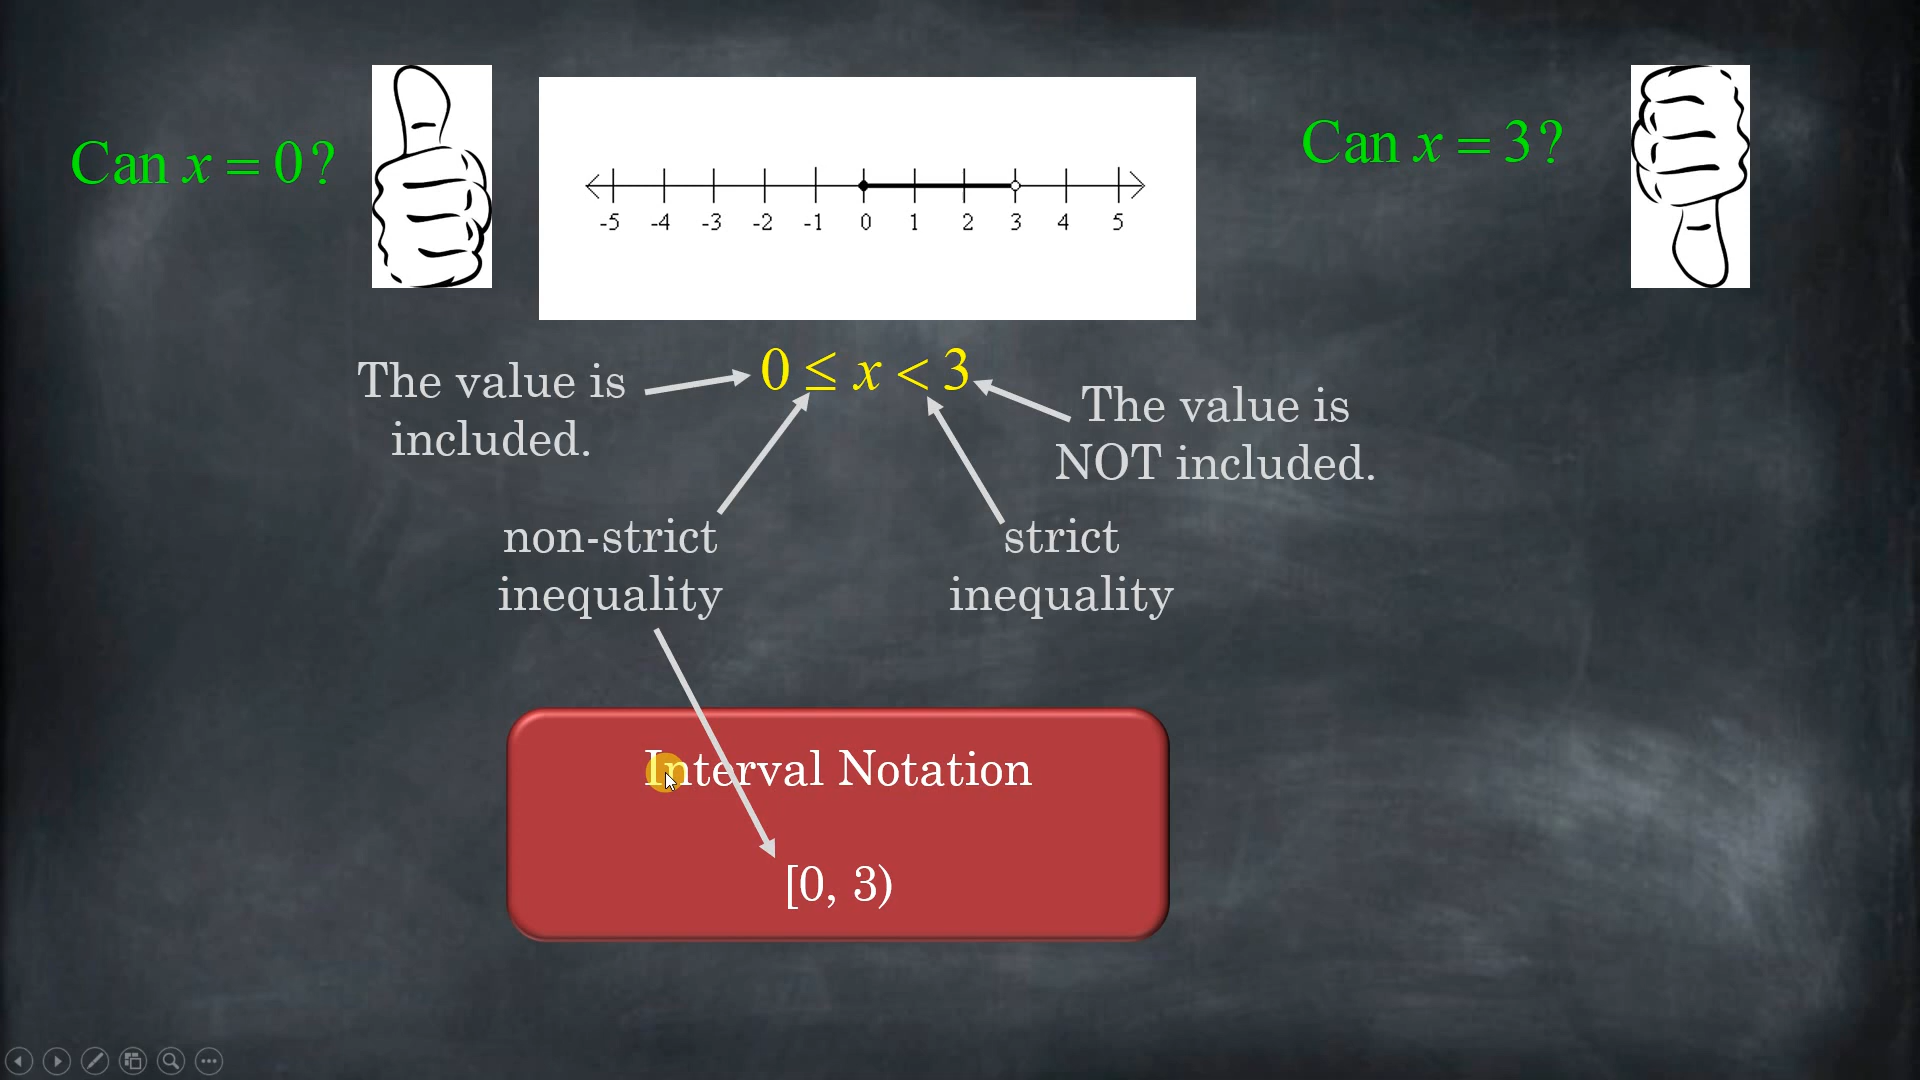 Can x = 0?
Can x = 3?
-5 -4 -3 -2 -1 0 1 2 3 4 5
0 ≤ x < 3
The value is
included.
The value is
NOT included.
non-strict
inequality
strict
inequality
Interval Notation
[0, 3)